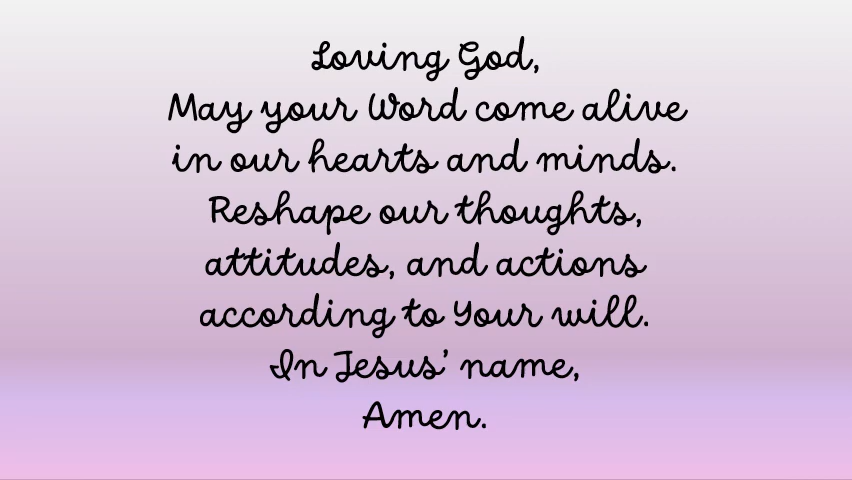 Loving God,
May your Word come alive
in our hearts and minds.
Reshape our thoughts,
attitudes, and actions
according to Your will.
In Jesus’ name,
Amen.